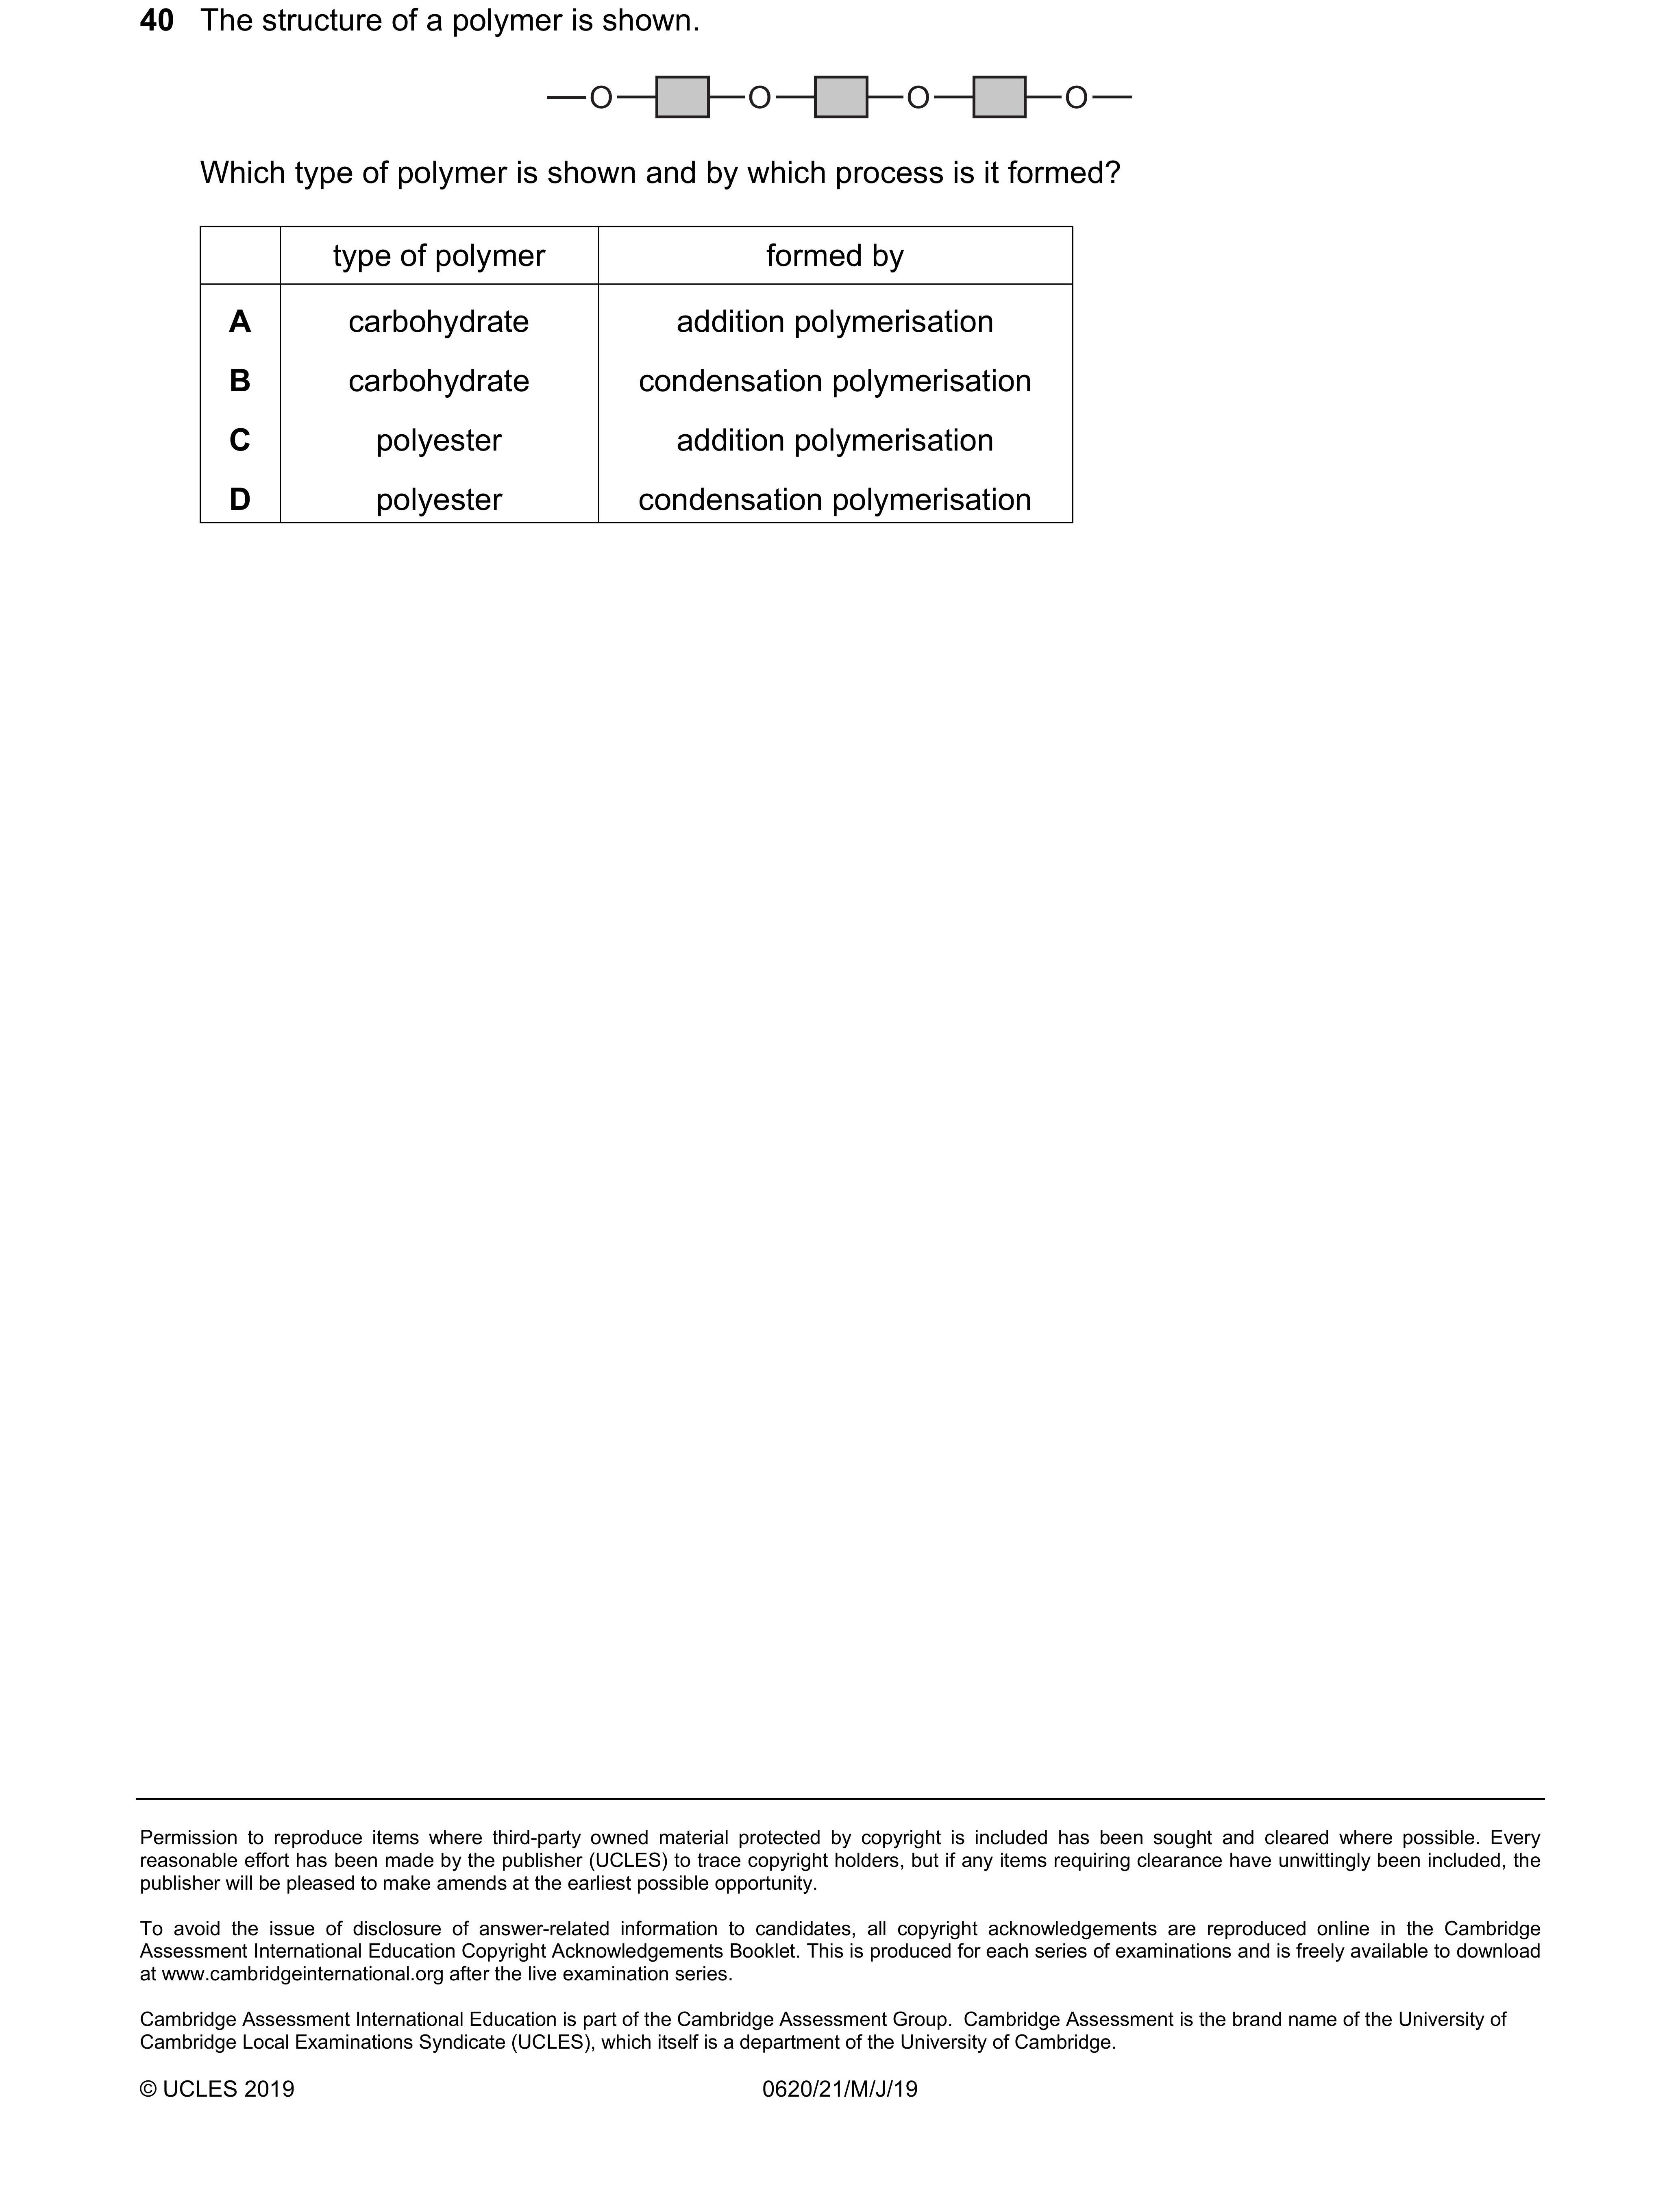 40 The structure of a polymer is shown.
O O O O
Which type of polymer is shown and by which process is it formed?
type of polymer formed by
A carbohydrate addition polymerisation
B carbohydrate condensation polymerisation
C polyester addition polymerisation
D polyester condensation polymerisation
Permission to reproduce items where third-party owned material protected by copyright is included has been sought and cleared where possible. Every
reasonable effort has been made by the publisher (UCLES) to trace copyright holders, but if any items requiring clearance have unwittingly been included, the
publisher will be pleased to make amends at the earliest possible opportunity.
To avoid the issue of disclosure of answer-related information to candidates, all copyright acknowledgements are reproduced online in the Cambridge
Assessment International Education Copyright Acknowledgements Booklet. This is produced for each series of examinations and is freely available to download
at www.cambridgeinternational.org after the live examination series.
Cambridge Assessment International Education is part of the Cambridge Assessment Group. Cambridge Assessment is the brand name of the University of
Cambridge Local Examinations Syndicate (UCLES), which itself is a department of the University of Cambridge.
© UCLES 2019 0620/21/M/J/19